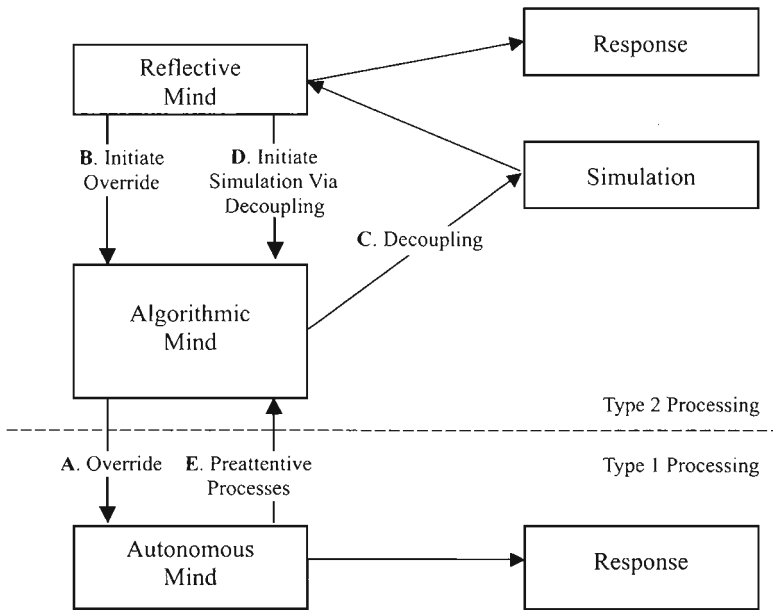 Response
Reflective
Mind
B. Initiate
Override
D. Initiate
Simulation Via
Decoupling
Simulation
C. Decoupling
Algorithmic
Mind
Type 2 Processing
A. Override
E. Preattentive
Processes
Type 1 Processing
Autonomous
Mind
Response